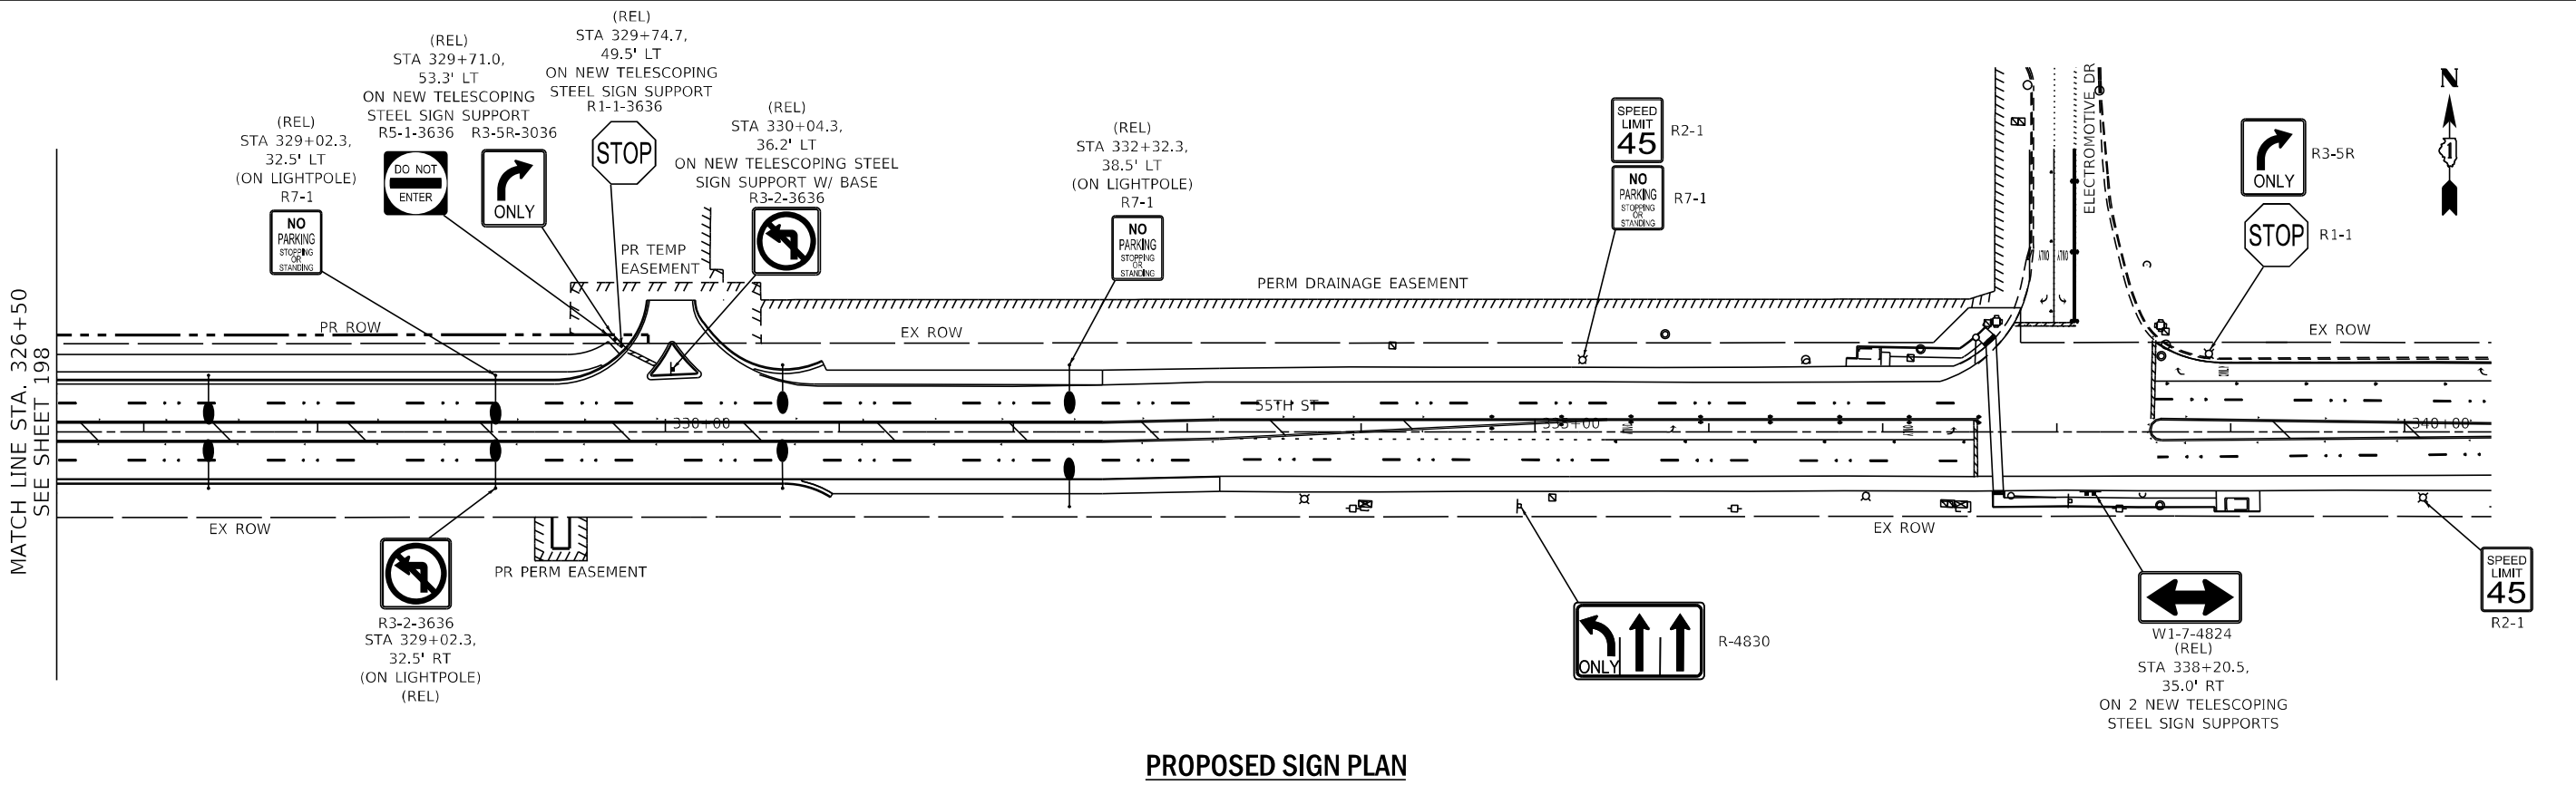 (REL)
STA 329+02.3,
32.5' LT
(ON LIGHTPOLE)
R7-1
NO
PARKING
STOPPING
OR
STANDING
(REL)
STA 329+71.0,
53.3' LT
ON NEW TELESCOPING
STEEL SIGN SUPPORT
R5-1-3636 R3-5R-3036
DO NOT
ENTER
ONLY
(REL)
STA 329+74.7,
49.5' LT
ON NEW TELESCOPING
STEEL SIGN SUPPORT
R1-1-3636
STOP
(REL)
STA 330+04.3,
36.2' LT
ON NEW TELESCOPING STEEL
SIGN SUPPORT W/ BASE
R3-2-3636
PR TEMP
EASEMENT
(REL)
STA 332+32.3,
38.5' LT
(ON LIGHTPOLE)
R7-1
NO
PARKING
STOPPING
OR
STANDING
SPEED
LIMIT
45
R2-1
NO
PARKING
STOPPING
OR
STANDING
R7-1
ELECTROMOTIVE DR
ONLY
ONLY
ONLY
R3-5R
STOP
R1-1
N
1
PERM DRAINAGE EASEMENT
PR ROW
EX ROW
EX ROW
MATCH LINE STA. 326+50
SEE SHEET 198
55TH ST
330+00
335+00
340+00
ONLY
ONLY
ONLY
EX ROW
EX ROW
PR PERM EASEMENT
R3-2-3636
STA 329+02.3,
32.5' RT
(ON LIGHTPOLE)
(REL)
ONLY
R-4830
W1-7-4824
(REL)
STA 338+20.5,
35.0' RT
ON 2 NEW TELESCOPING
STEEL SIGN SUPPORTS
SPEED
LIMIT
45
R2-1
PROPOSED SIGN PLAN